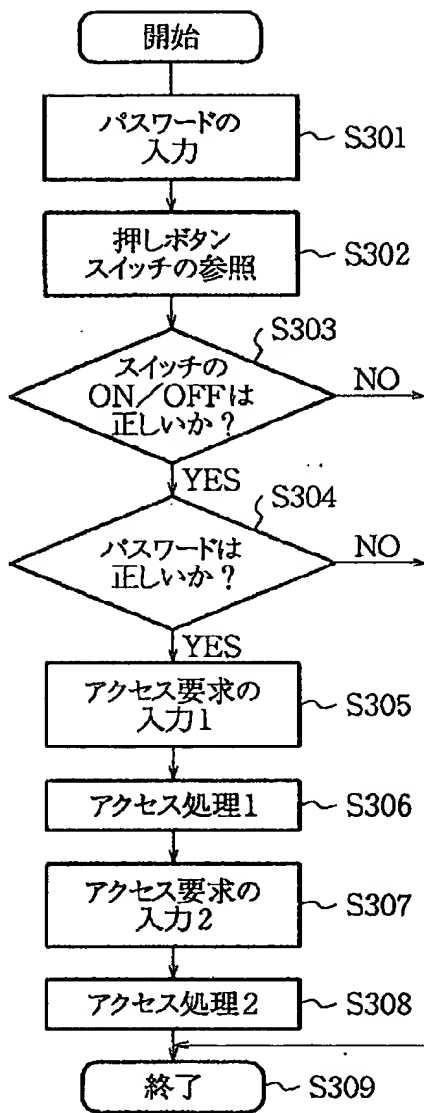 開始
パスワードの
入力
S301
押しボタン
スイッチの参照
S302
S303
スイッチの
ON/OFFは
正しいか?
NO
YES
S304
パスワードは
正しいか?
NO
YES
アクセス要求の
入力1
S305
アクセス処理1
S306
アクセス要求の
入力2
S307
アクセス処理2
S308
終了
S309